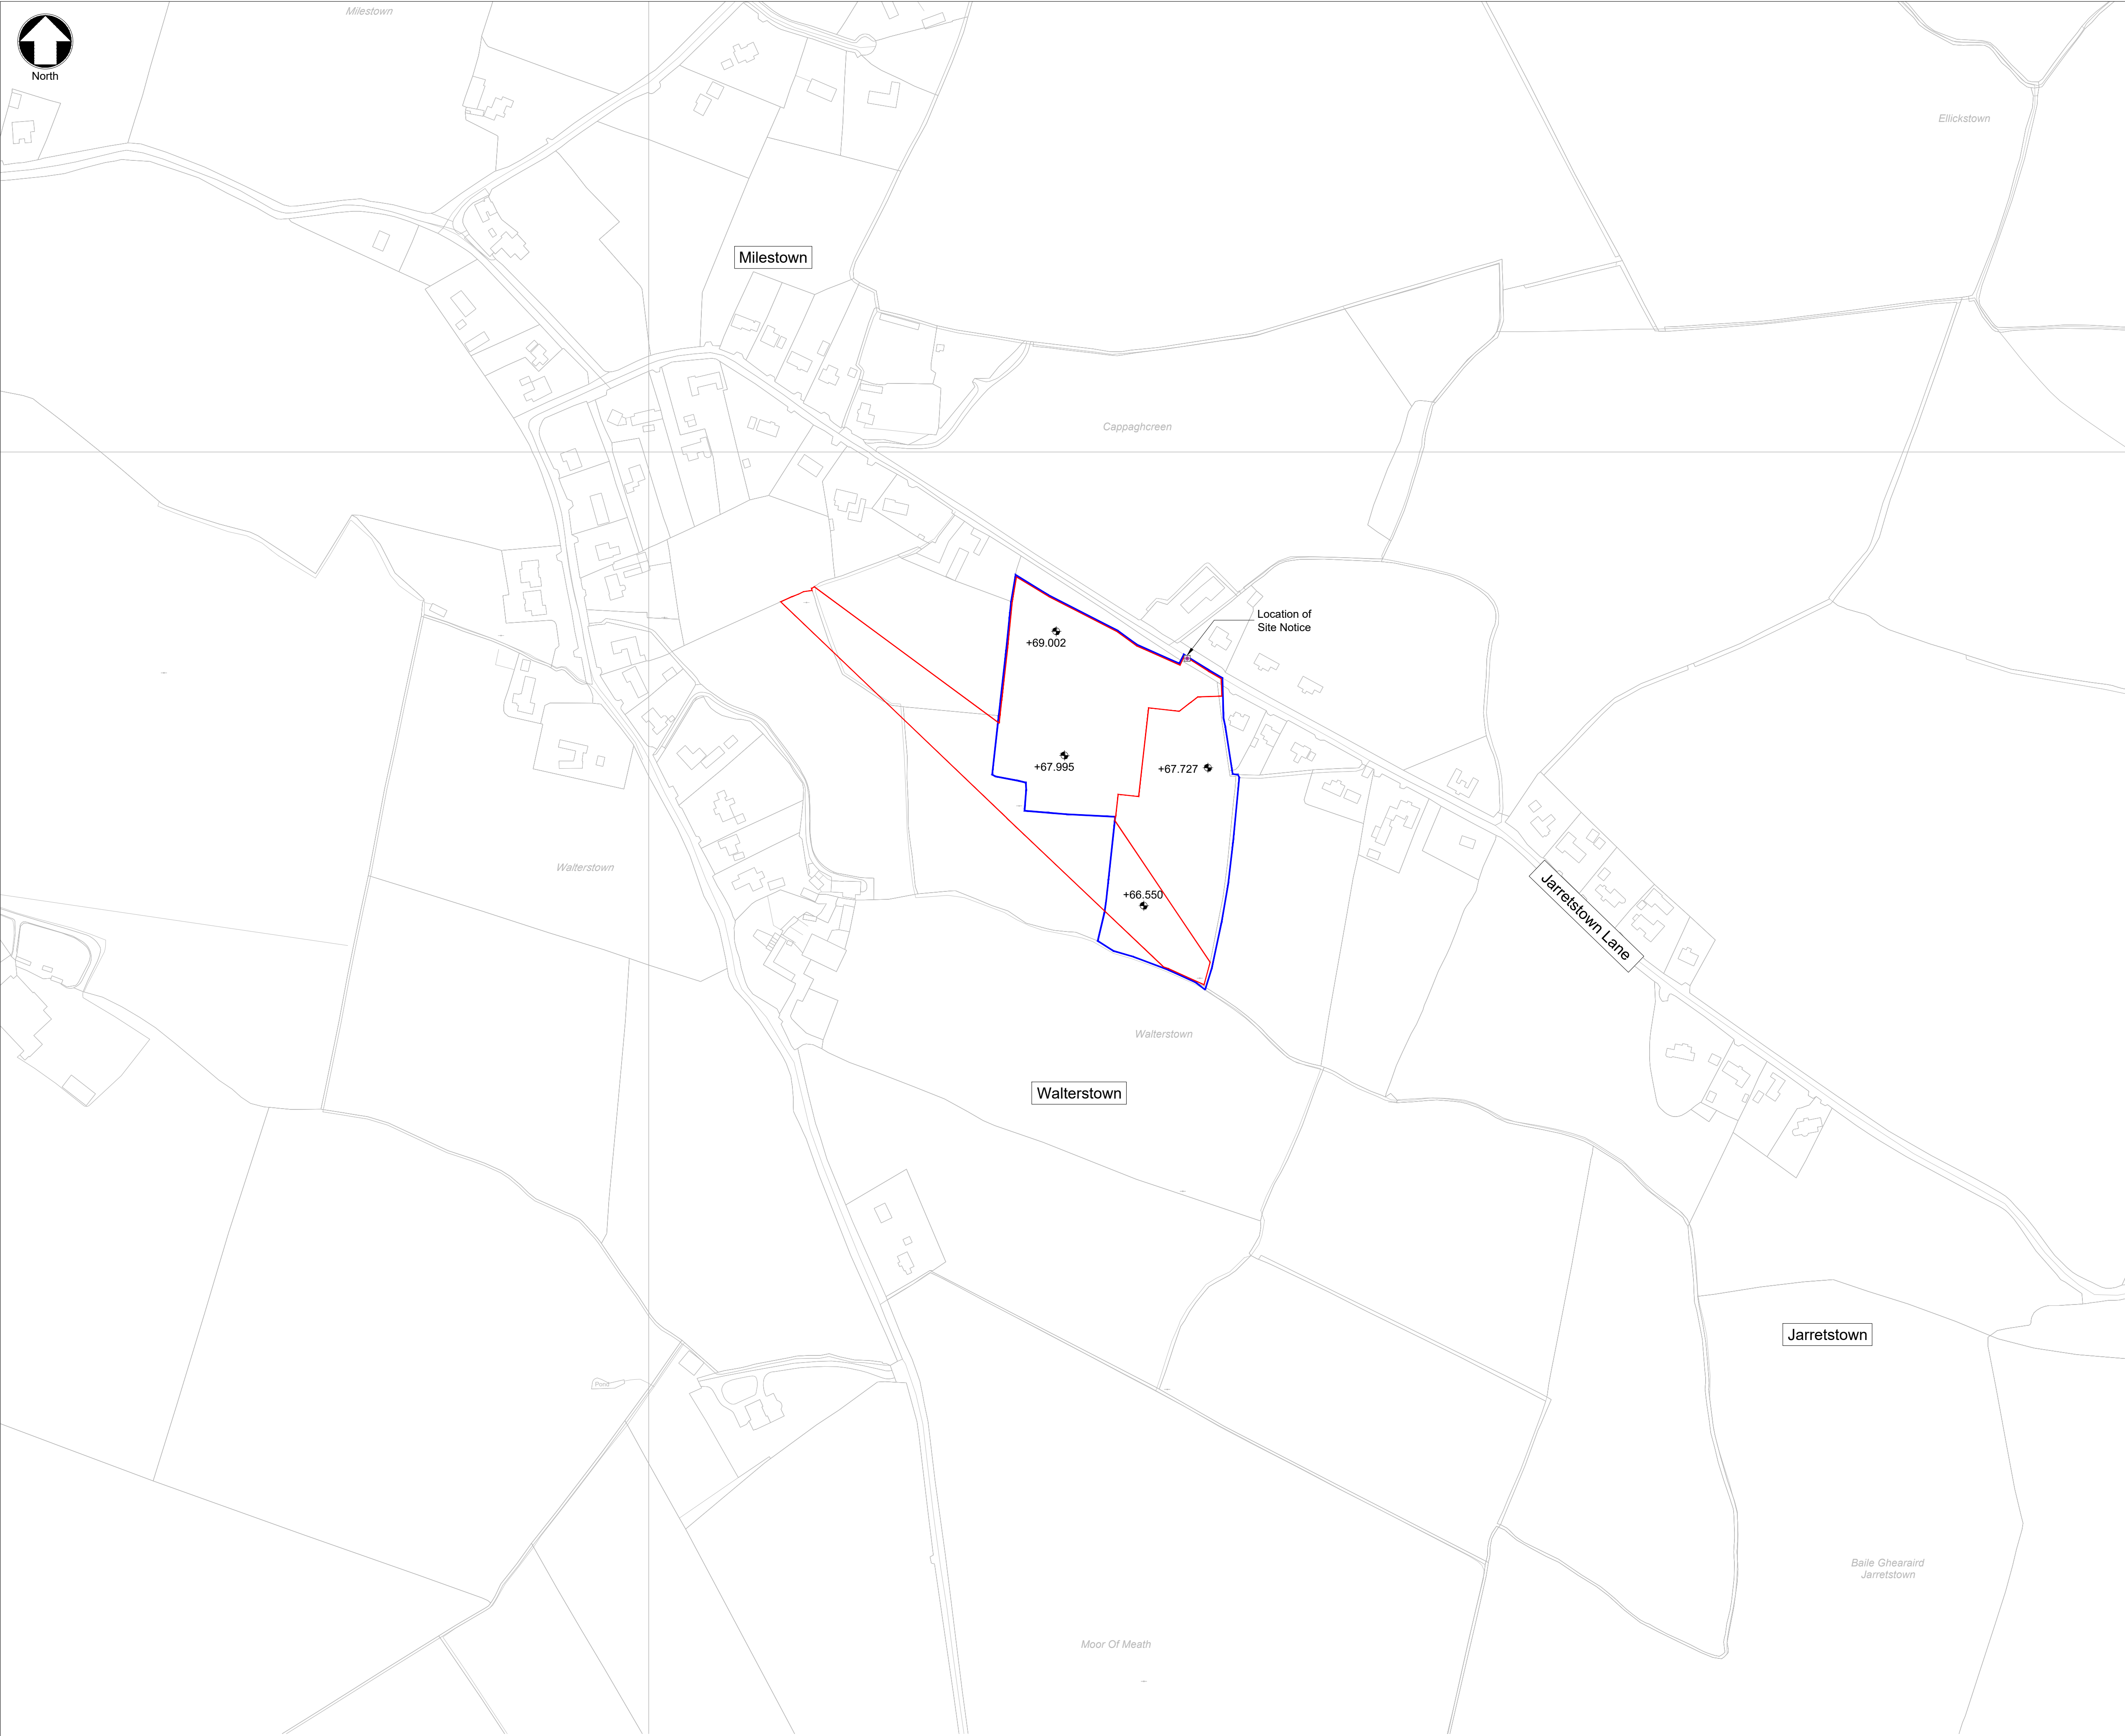 Milestown
North
Ellickstown
Milestown
Cappaghcreen
Location of
Site Notice
+69.002
+67.995
+67.727
Walterstown
+66.550
Jarretstown Lane
Walterstown
Walterstown
Jarretstown
Pond
Baile Ghearaird
Jarretstown
Moor Of Meath